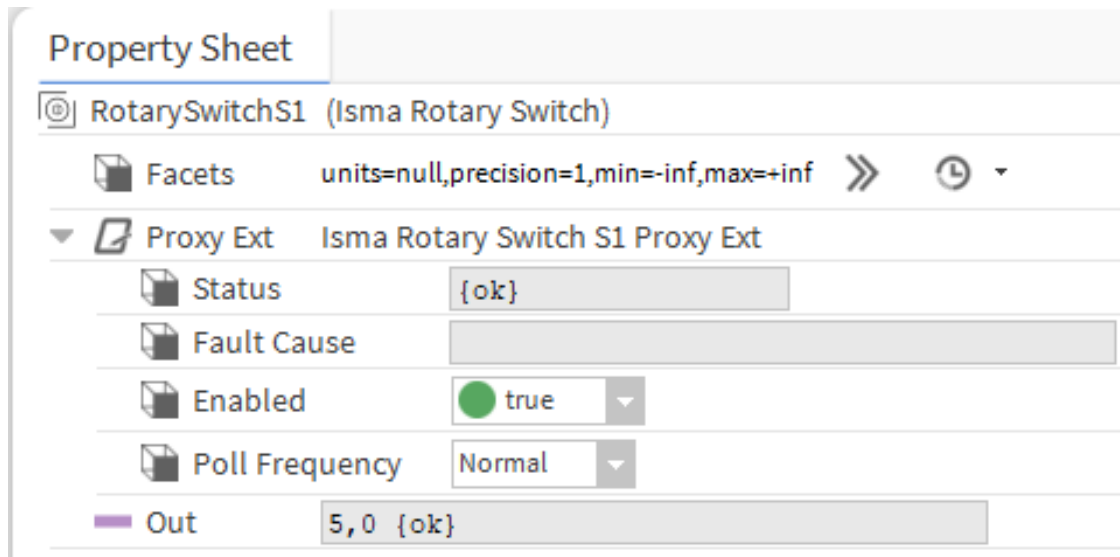 Property Sheet
RotarySwitchS1 (Isma Rotary Switch)
Facets units=null,precision=1,min=-inf,max=+inf
Proxy Ext Isma Rotary Switch S1 Proxy Ext
Status {ok}
Fault Cause
Enabled true
Poll Frequency Normal
Out 5,0 {ok}